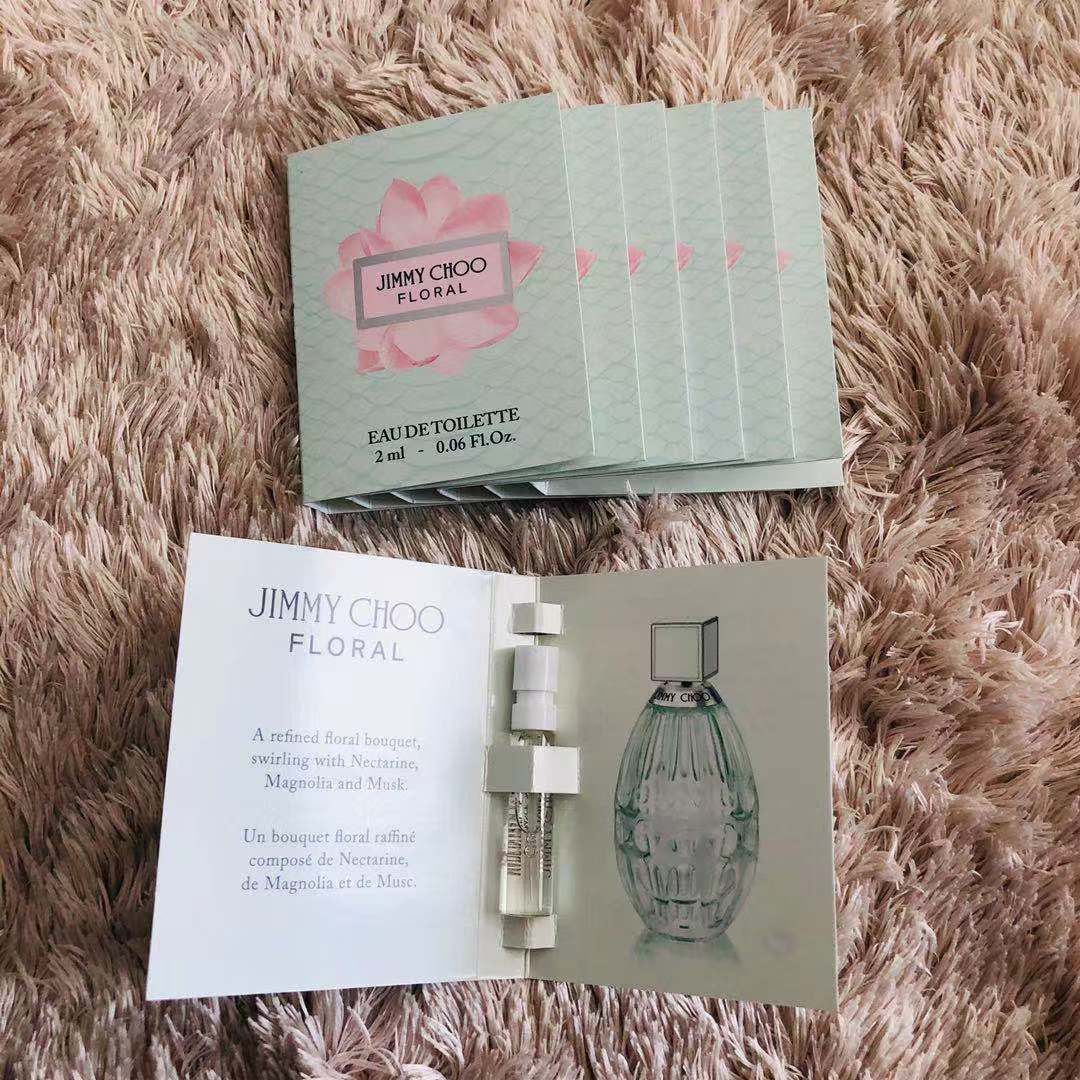 JIMMY CHOO
FLORAL
EAU DE TOILETTE
2 ml - 0.06 Fl.Oz.
JIMMY CHOO
FLORAL
A refined floral bouquet,
swirling with Nectarine,
Magnolia and Musk.
Un bouquet floral raffiné
composé de Nectarine,
de Magnolia et de Musc.
JIMMY
JIMMY CHOO